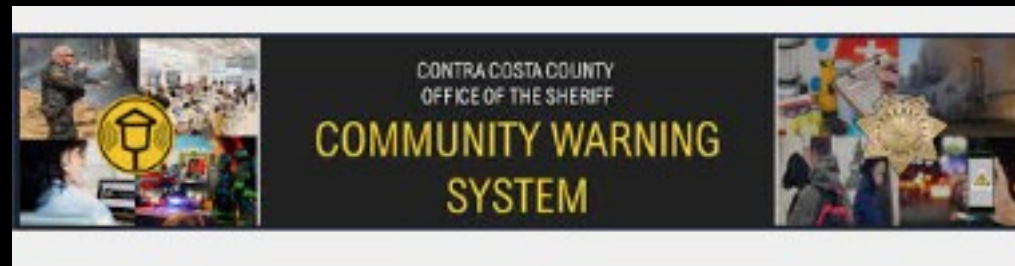 CONTRA COSTA COUNTY
OFFICE OF THE SHERIFF
COMMUNITY WARNING
SYSTEM